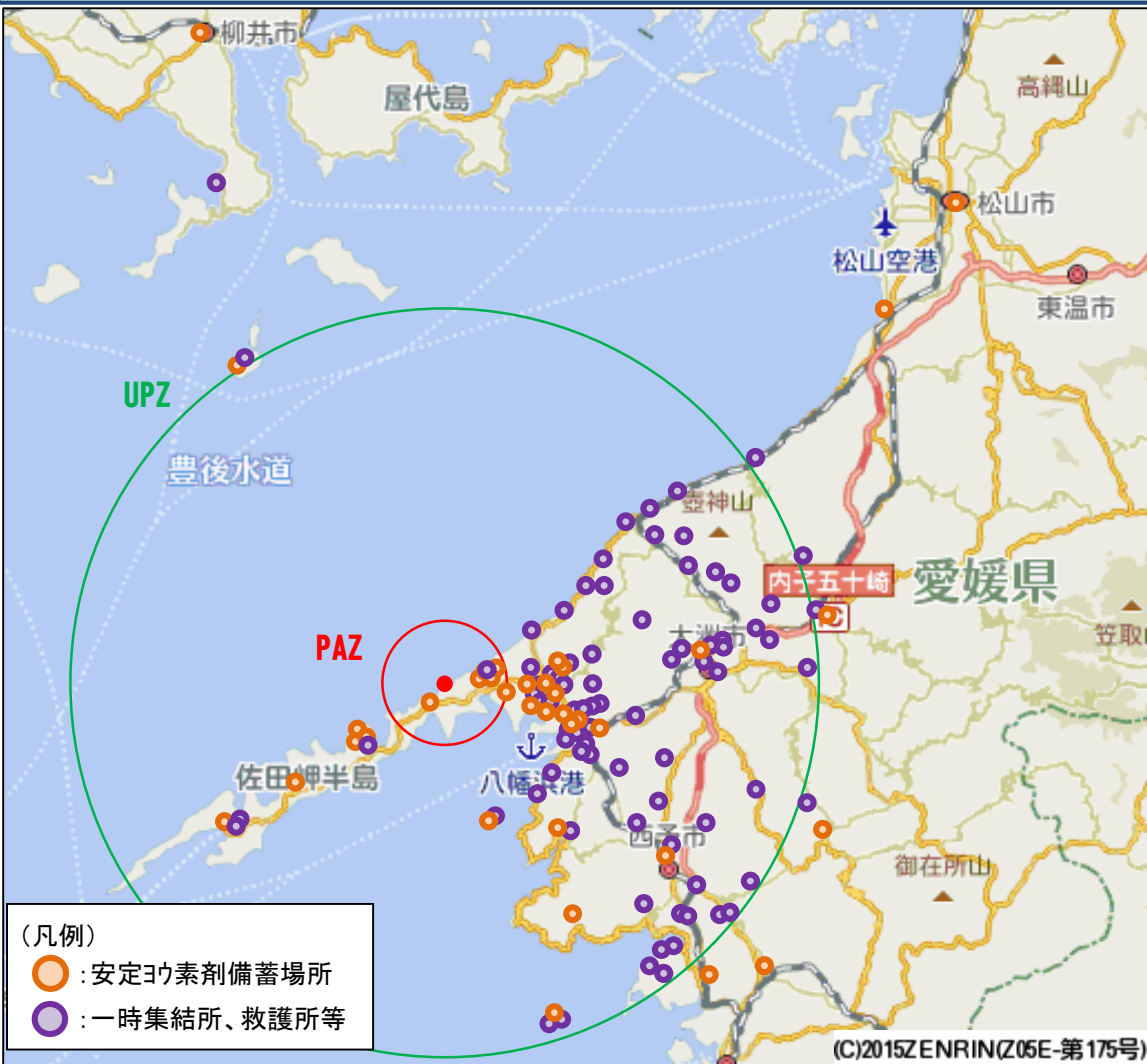 柳井市
屋代島
高縄山
松山市
松山空港
東温市
UPZ
豊後水道
壺神山
内子五十崎
愛媛県
大洲市
笠取
PAZ
佐田岬半島
八幡浜港
西予市
御在所山
(凡例)
:安定ヨウ素剤備蓄場所
:一時集結所、救護所等
(C)2015ZENRIN(Z05E-第175号)